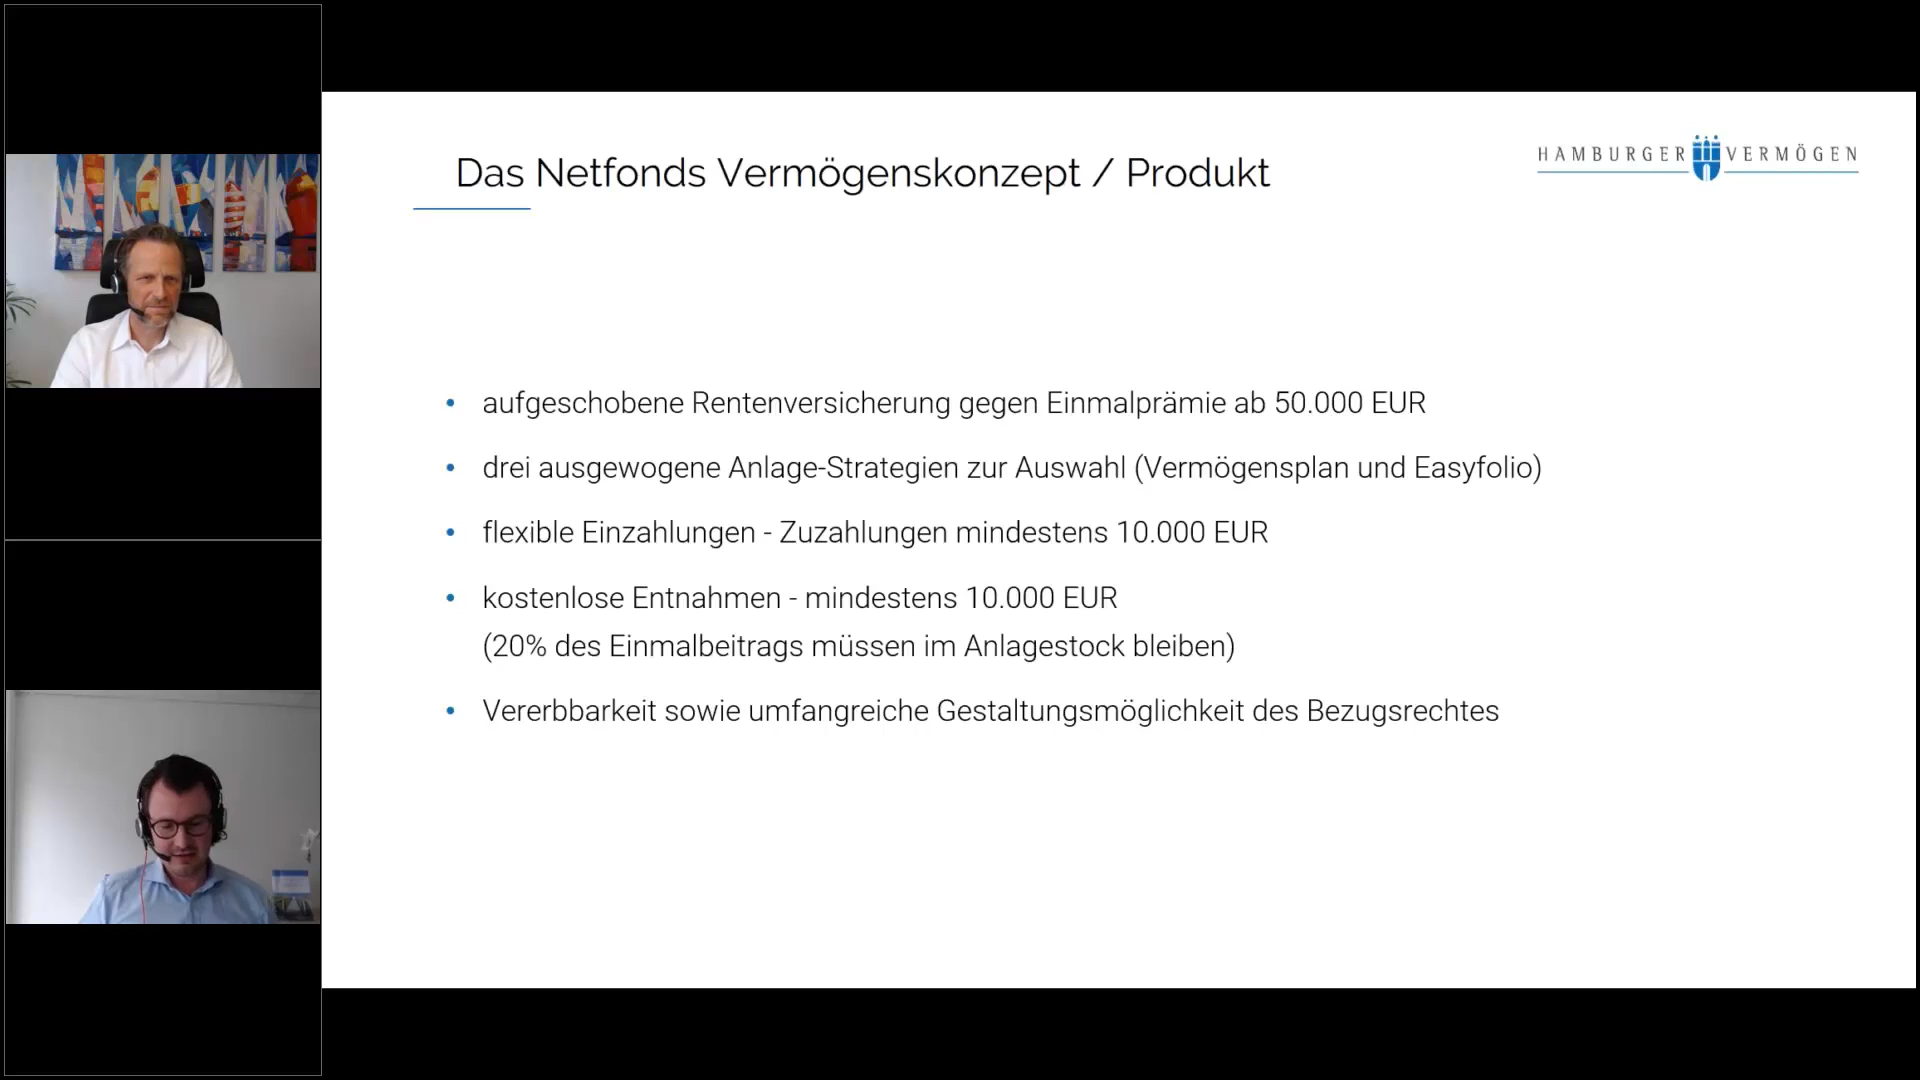 Das Netfonds Vermögenskonzept / Produkt
HAMBURGER VERMÖGEN
• aufgeschobene Rentenversicherung gegen Einmalprämie ab 50.000 EUR
• drei ausgewogene Anlage-Strategien zur Auswahl (Vermögensplan und Easyfolio)
• flexible Einzahlungen - Zuzahlungen mindestens 10.000 EUR
• kostenlose Entnahmen - mindestens 10.000 EUR
(20% des Einmalbeitrags müssen im Anlagestock bleiben)
• Vererbbarkeit sowie umfangreiche Gestaltungsmöglichkeit des Bezugsrechtes